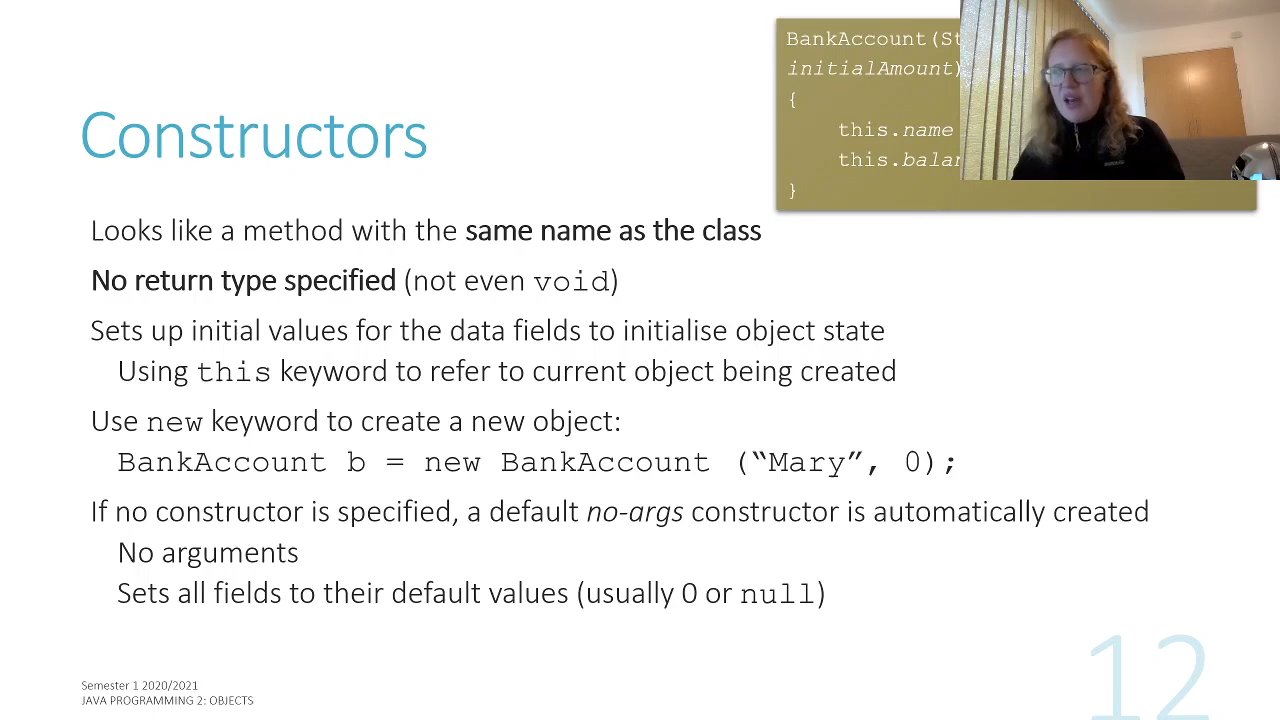 BankAccount(St
initialAmount)
{
this.name
this.balan
}
Constructors
Looks like a method with the same name as the class
No return type specified (not even void)
Sets up initial values for the data fields to initialise object state
Using this keyword to refer to current object being created
Use new keyword to create a new object:
BankAccount b = new BankAccount (“Mary”, 0);
If no constructor is specified, a default no-args constructor is automatically created
No arguments
Sets all fields to their default values (usually 0 or null)
Semester 1 2020/2021
JAVA PROGRAMMING 2: OBJECTS
12